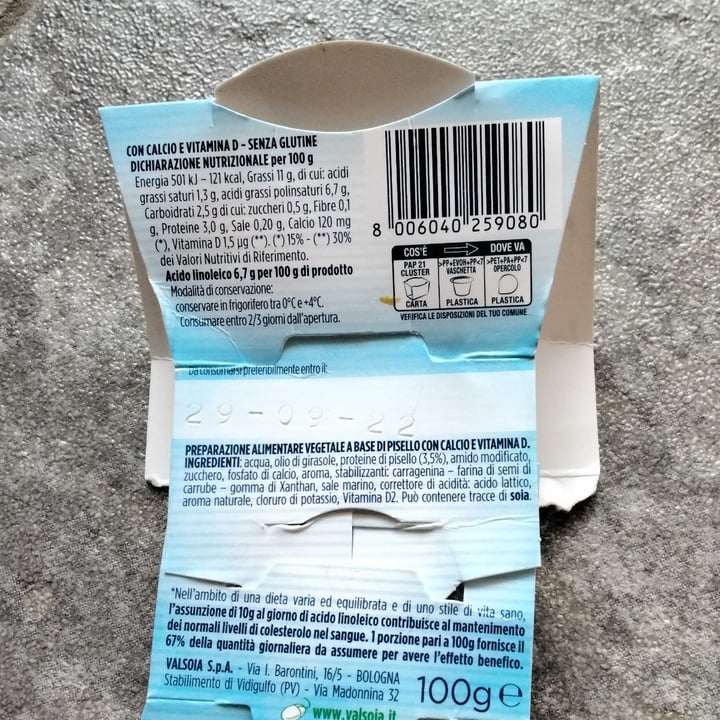 CON CALCIO E VITAMINA D - SENZA GLUTINE
DICHIARAZIONE NUTRIZIONALE per 100 g
Energia 501 kJ – 121 kcal, Grassi 11 g, di cui: acidi
grassi saturi 1,3 g, acidi grassi polinsaturi 6,7 g,
Carboidrati 2,5 g di cui: zuccheri 0,5 g, Fibre 0,1
g, Proteine 3,0 g, Sale 0,20 g, Calcio 120 mg
(*), Vitamina D 1,5 µg (**). (*) 15% - (**) 30%
dei Valori Nutritivi di Riferimento.
Acido linoleico 6,7 g per 100 g di prodotto
Modalità di conservazione:
conservare in frigorifero tra 0°C e +4°C.
Consumare entro 2/3 giorni dall'apertura.
8 006040 259080
COS'È DOVE VA
PAP 21 CLUSTER CARTA
>PP+EVOH+PP<7 VASCHETTA PLASTICA
>PET+PA+PP<7 OPERCOLO PLASTICA
VERIFICA LE DISPOSIZIONI DEL TUO COMUNE
Da consumarsi preferibilmente entro il:
29-09-22
PREPARAZIONE ALIMENTARE VEGETALE A BASE DI PISELLO CON CALCIO E VITAMINA D.
INGREDIENTI: acqua, olio di girasole, proteine di pisello (3,5%), amido modificato,
zucchero, fosfato di calcio, aroma, stabilizzanti: carragenina – farina di semi di
carrube – gomma di Xanthan, sale marino, correttore di acidità: acido lattico,
aroma naturale, cloruro di potassio, Vitamina D2. Può contenere tracce di soia.
"Nell'ambito di una dieta varia ed equilibrata e di uno stile di vita sano,
l'assunzione di 10g al giorno di acido linoleico contribuisce al mantenimento
dei normali livelli di colesterolo nel sangue. 1 porzione pari a 100g fornisce il
67% della quantità giornaliera da assumere per avere l'effetto benefico.
VALSOIA S.p.A. - Via I. Barontini, 16/5 - BOLOGNA
Stabilimento di Vidigulfo (PV) - Via Madonnina 32
100g e
www.valsoia.it